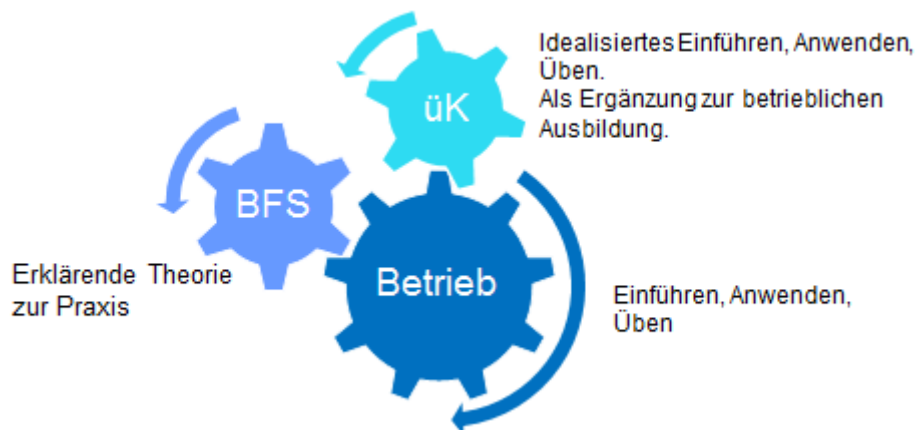 üK
Idealisiertes Einführen, Anwenden,
Üben.
Als Ergänzung zur betrieblichen
Ausbildung.
BFS
Erklärende Theorie
zur Praxis
Betrieb
Einführen, Anwenden,
Üben